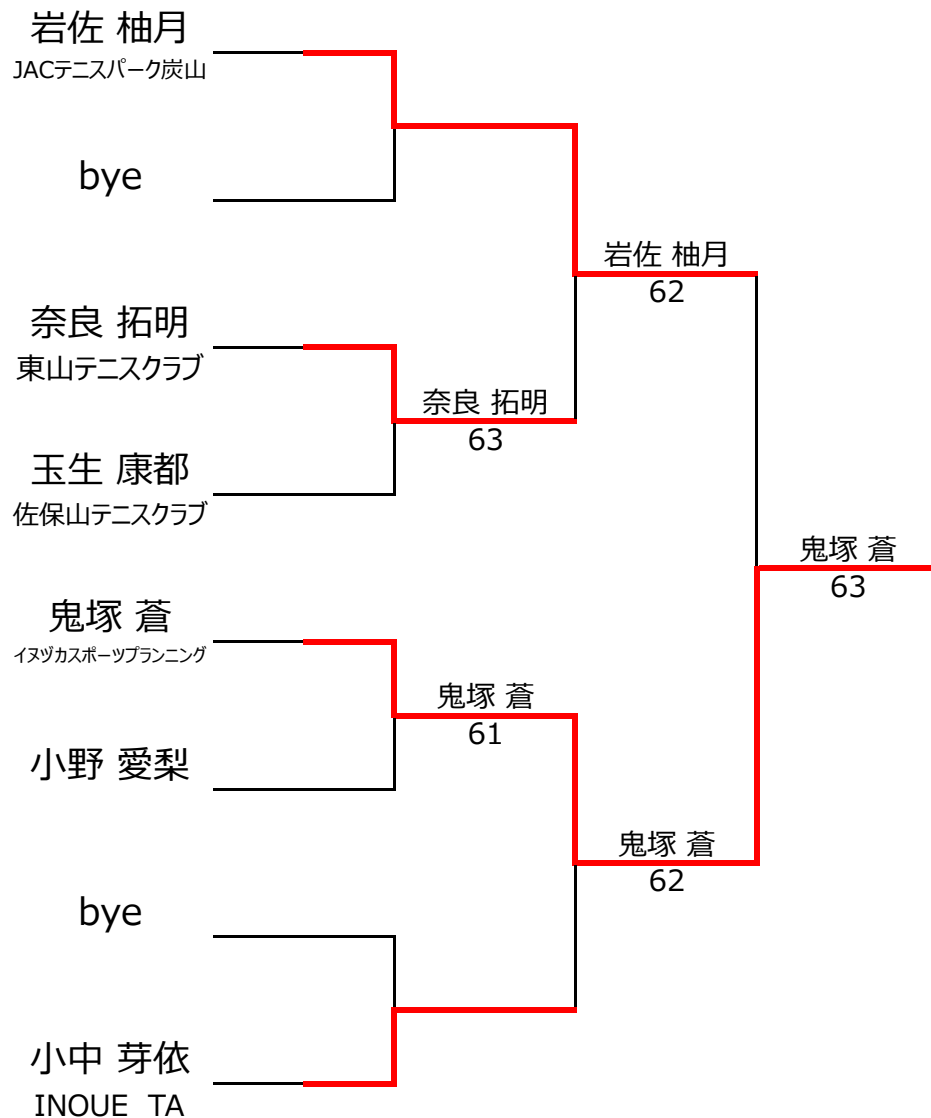 岩佐 柚月
JACテニスパーク炭山
bye
岩佐 柚月
62
奈良 拓明
東山テニスクラブ
奈良 拓明
63
玉生 康都
佐保山テニスクラブ
鬼塚 蒼
63
鬼塚 蒼
イヌヅカスポーツプランニング
鬼塚 蒼
61
小野 愛梨
鬼塚 蒼
62
bye
小中 芽依
INOUE TA